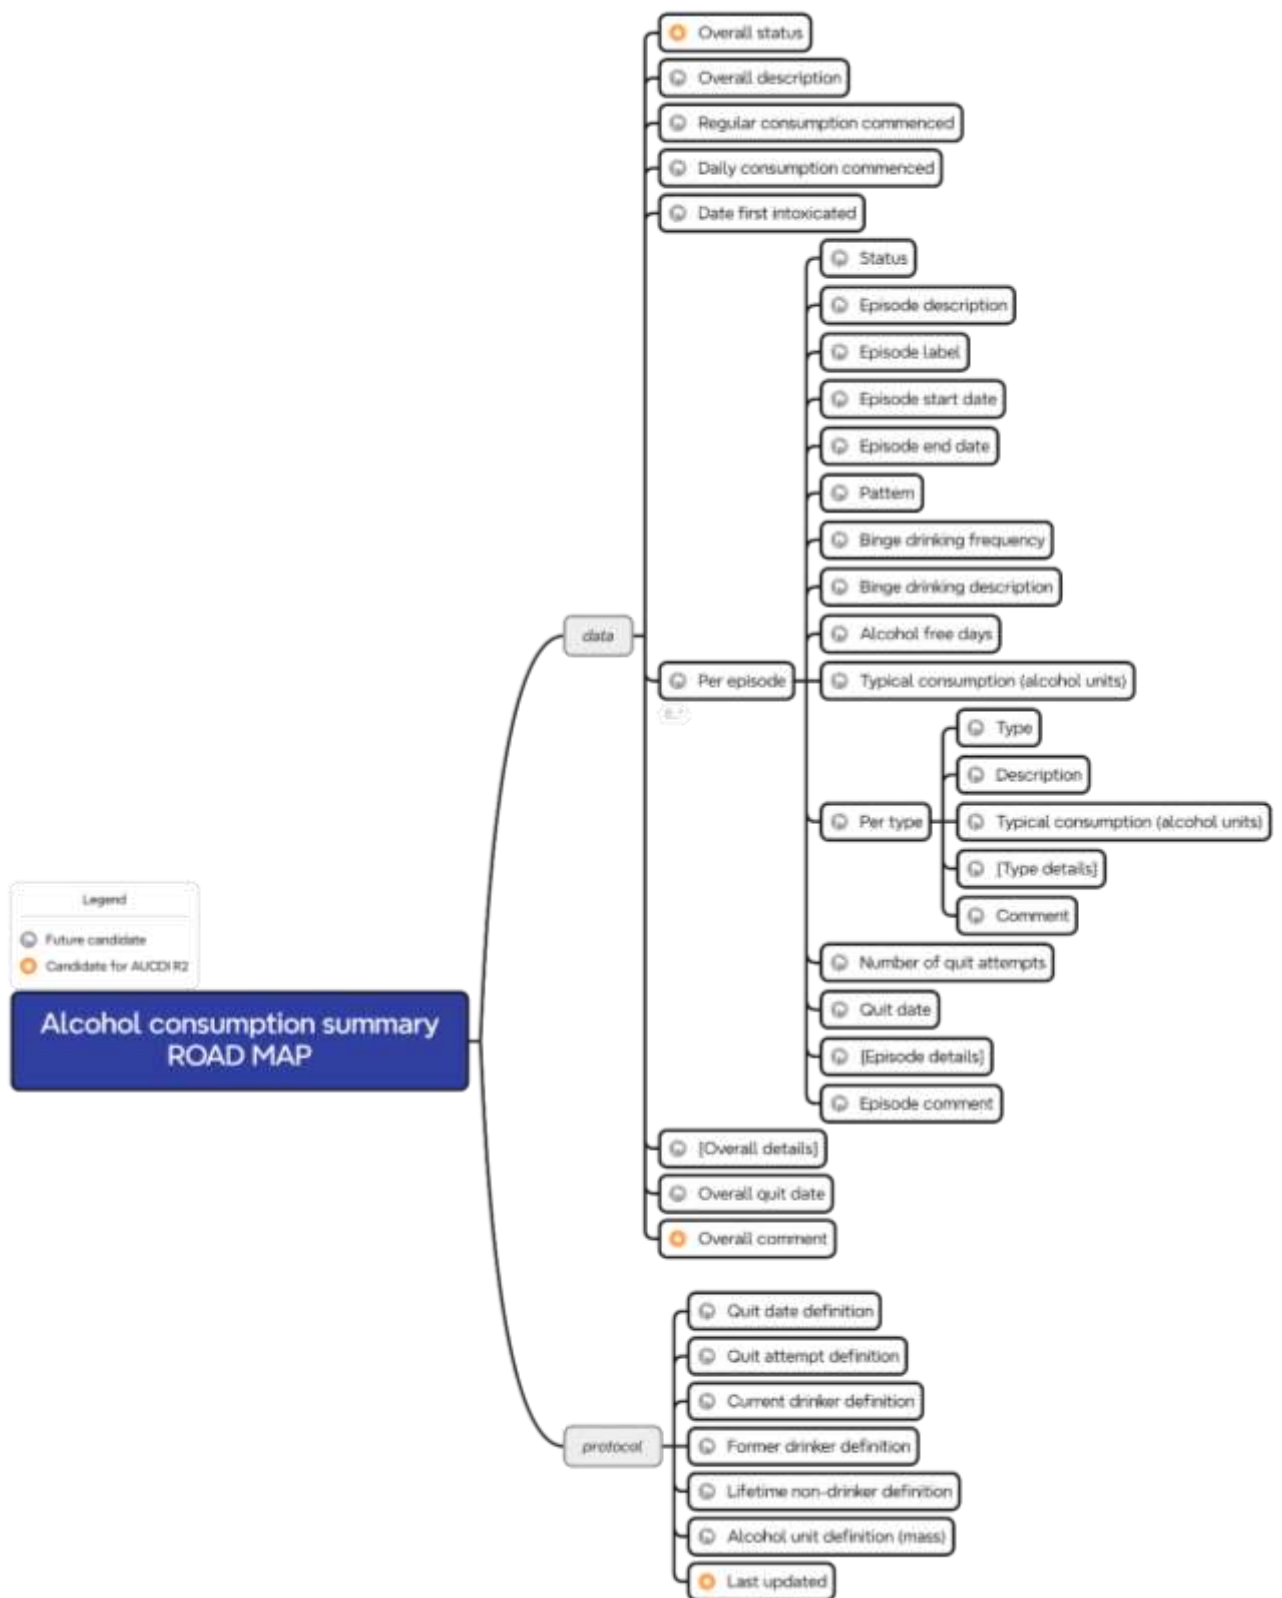 Overall status
Overall description
Regular consumption commenced
Daily consumption commenced
Date first intoxicated
Status
Episode description
Episode label
Episode start date
Episode end date
Pattern
Binge drinking frequency
Binge drinking description
Alcohol free days
data
Per episode
Typical consumption (alcohol units)
0..*
Type
Description
Per type
Typical consumption (alcohol units)
[Type details]
Comment
Legend
Future candidate
Candidate for AUCDI R2
Number of quit attempts
Quit date
Alcohol consumption summary
ROAD MAP
[Episode details]
Episode comment
[Overall details]
Overall quit date
Overall comment
Quit date definition
Quit attempt definition
Current drinker definition
protocol
Former drinker definition
Lifetime non-drinker definition
Alcohol unit definition (mass)
Last updated